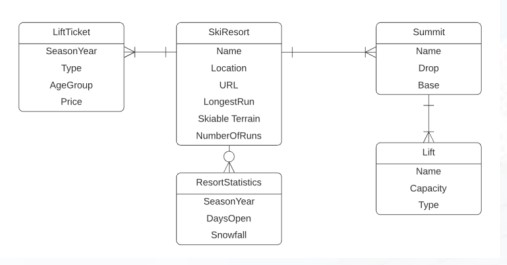 LiftTicket
SeasonYear
Type
AgeGroup
Price
SkiResort
Name
Location
URL
LongestRun
Skiable Terrain
NumberOfRuns
Summit
Name
Drop
Base
ResortStatistics
SeasonYear
DaysOpen
Snowfall
Lift
Name
Capacity
Type